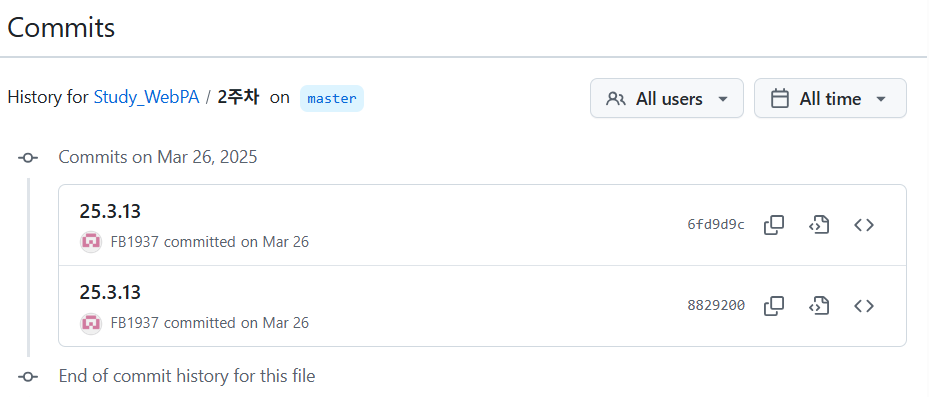 Commits
History for Study_WebPA / 2주차 on master
All users
All time
Commits on Mar 26, 2025
25.3.13
FB1937 committed on Mar 26
6fd9d9c
25.3.13
FB1937 committed on Mar 26
8829200
End of commit history for this file